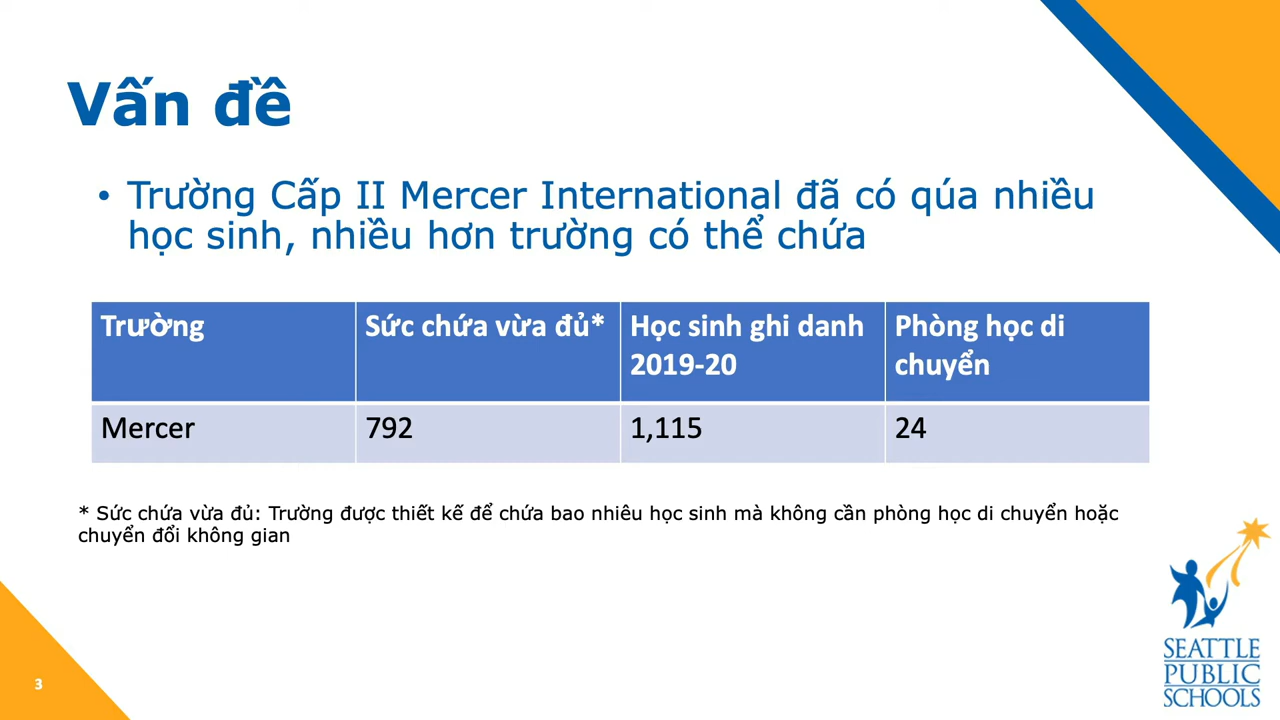 Vấn đề
• Trường Cấp II Mercer International đã có qúa nhiều
học sinh, nhiều hơn trường có thể chứa
Trường
Sức chứa vừa đủ*
Học sinh ghi danh
2019-20
Phòng học di
chuyển
Mercer
792
1,115
24
* Sức chứa vừa đủ: Trường được thiết kế để chứa bao nhiêu học sinh mà không cần phòng học di chuyển hoặc
chuyển đổi không gian
3
SEATTLE
PUBLIC
SCHOOLS